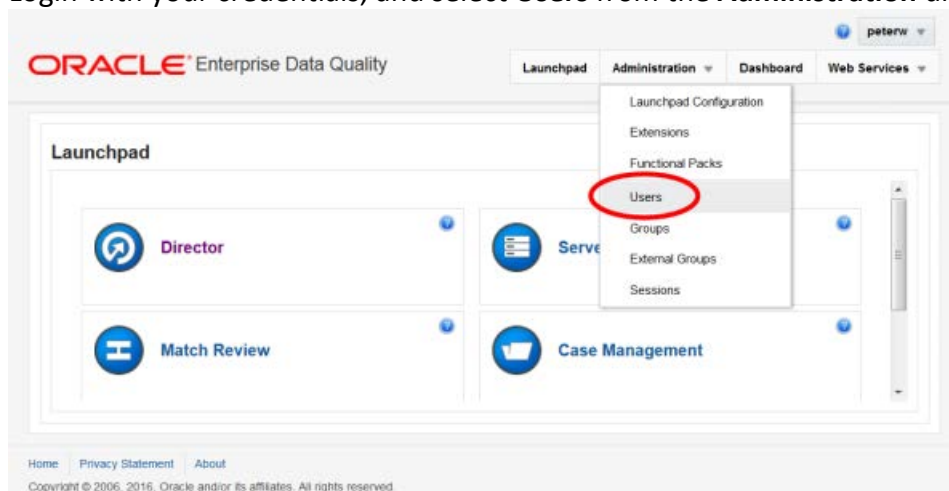 Login with your credentials, and select Users from the Administration
peterw
ORACLE Enterprise Data Quality
Launchpad Administration Dashboard Web Services
Launchpad Configuration
Extensions
Functional Packs
Users
Groups
External Groups
Sessions
Launchpad
Director
Serve
Match Review
Case Management
Home Privacy Statement About
Copyright © 2006, 2016, Oracle and/or its affiliates. All rights reserved.